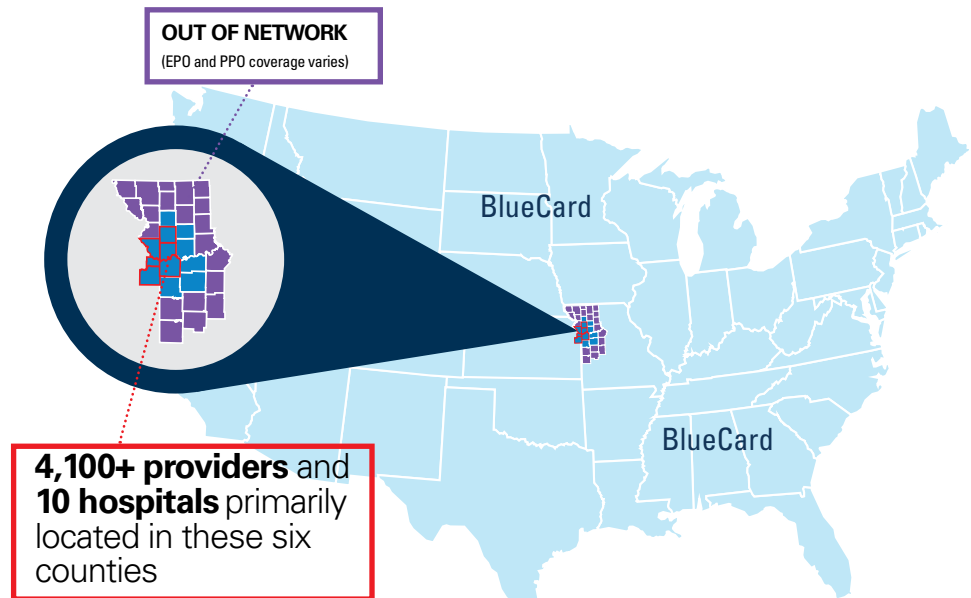 OUT OF NETWORK
(EPO and PPO coverage varies)
BlueCard
BlueCard
4,100+ providers and
10 hospitals primarily
located in these six
counties